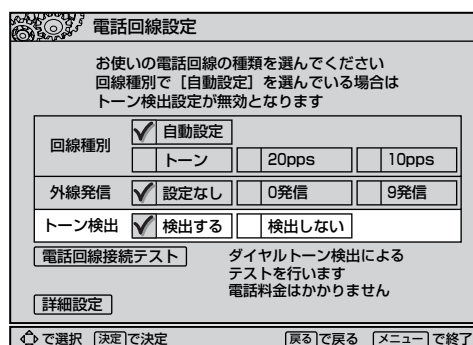 電話回線設定
お使いの電話回線の種類を選んでください
回線種別で［自動設定］を選んでいる場合は
トーン検出設定が無効となります
回線種別 自動設定
トーン 20pps 10pps
外線発信 設定なし 0発信 9発信
トーン検出 検出する 検出しない
電話回線接続テスト ダイヤルトーン検出による
テストを行います
電話料金はかかりません
詳細設定
で選択 決定で決定 戻るで戻る メニューで終了